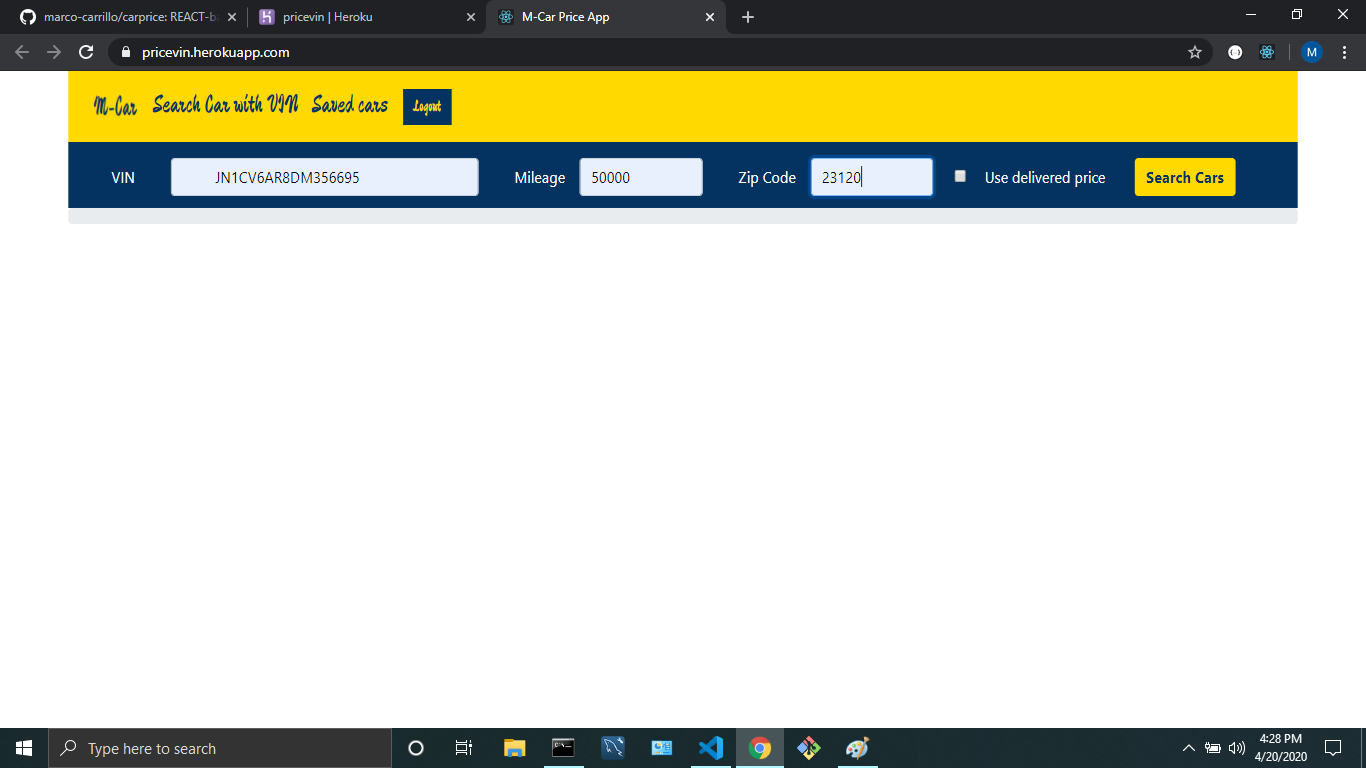 marco-carrillo/carprice: REACT-ba
pricevin | Heroku
M-Car Price App
pricevin.herokuapp.com
M
M-Car Search Car with VIN Saved cars Logout
VIN JN1CV6AR8DM356695 Mileage 50000 Zip Code 23120 Use delivered price Search Cars
Type here to search
4:28 PM
4/20/2020